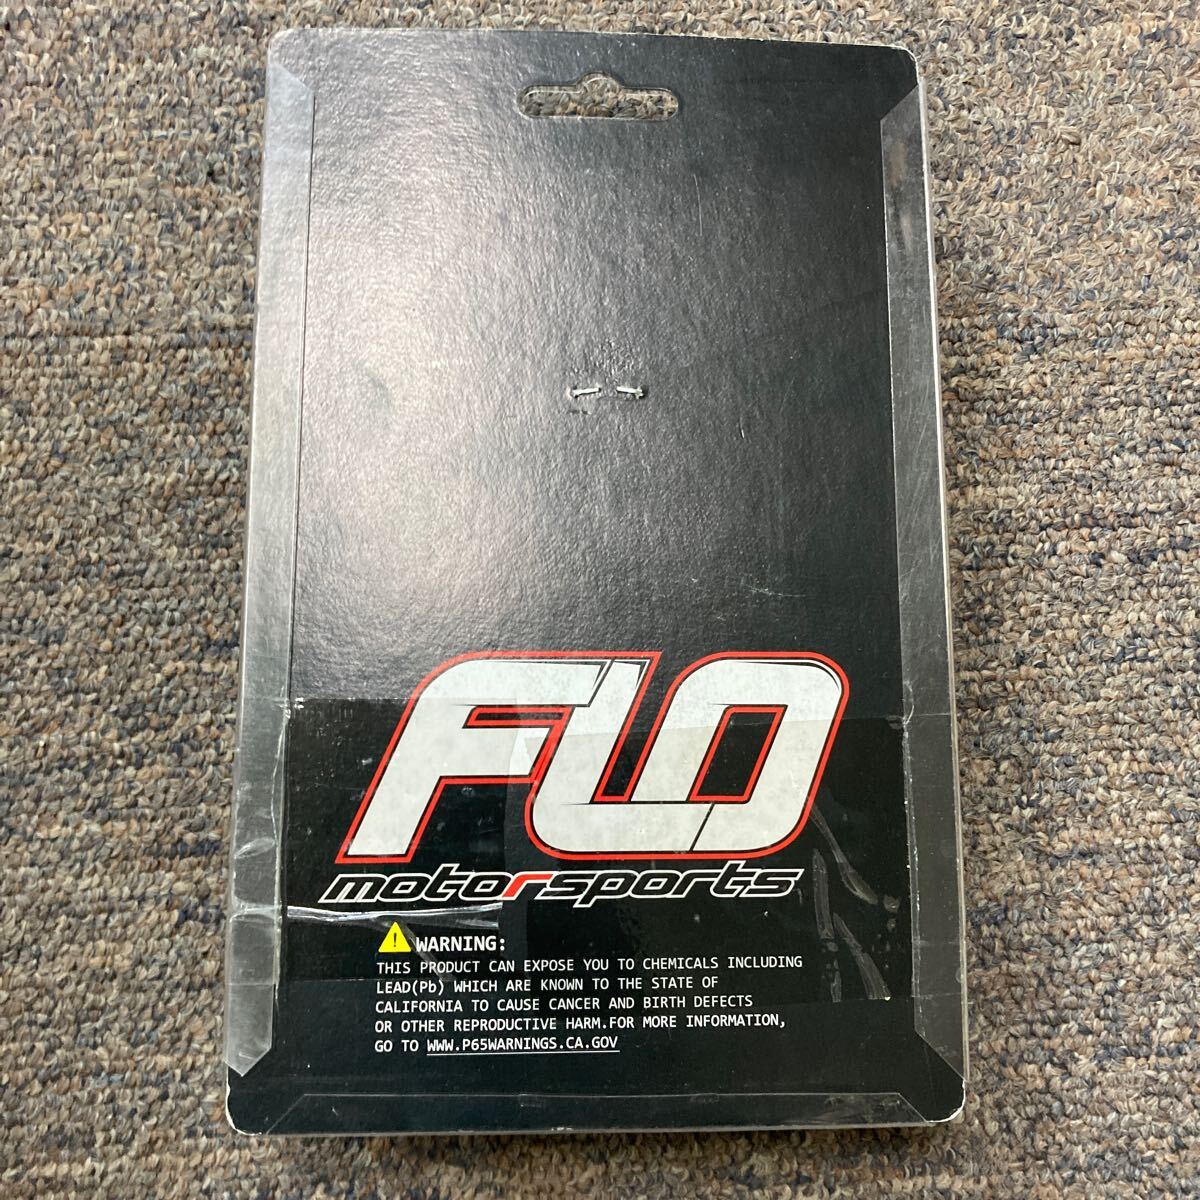 FLO
motorsports
WARNING:
THIS PRODUCT CAN EXPOSE YOU TO CHEMICALS INCLUDING
LEAD(Pb) WHICH ARE KNOWN TO THE STATE OF
CALIFORNIA TO CAUSE CANCER AND BIRTH DEFECTS
OR OTHER REPRODUCTIVE HARM.FOR MORE INFORMATION,
GO TO WWW.P65WARNINGS.CA.GOV